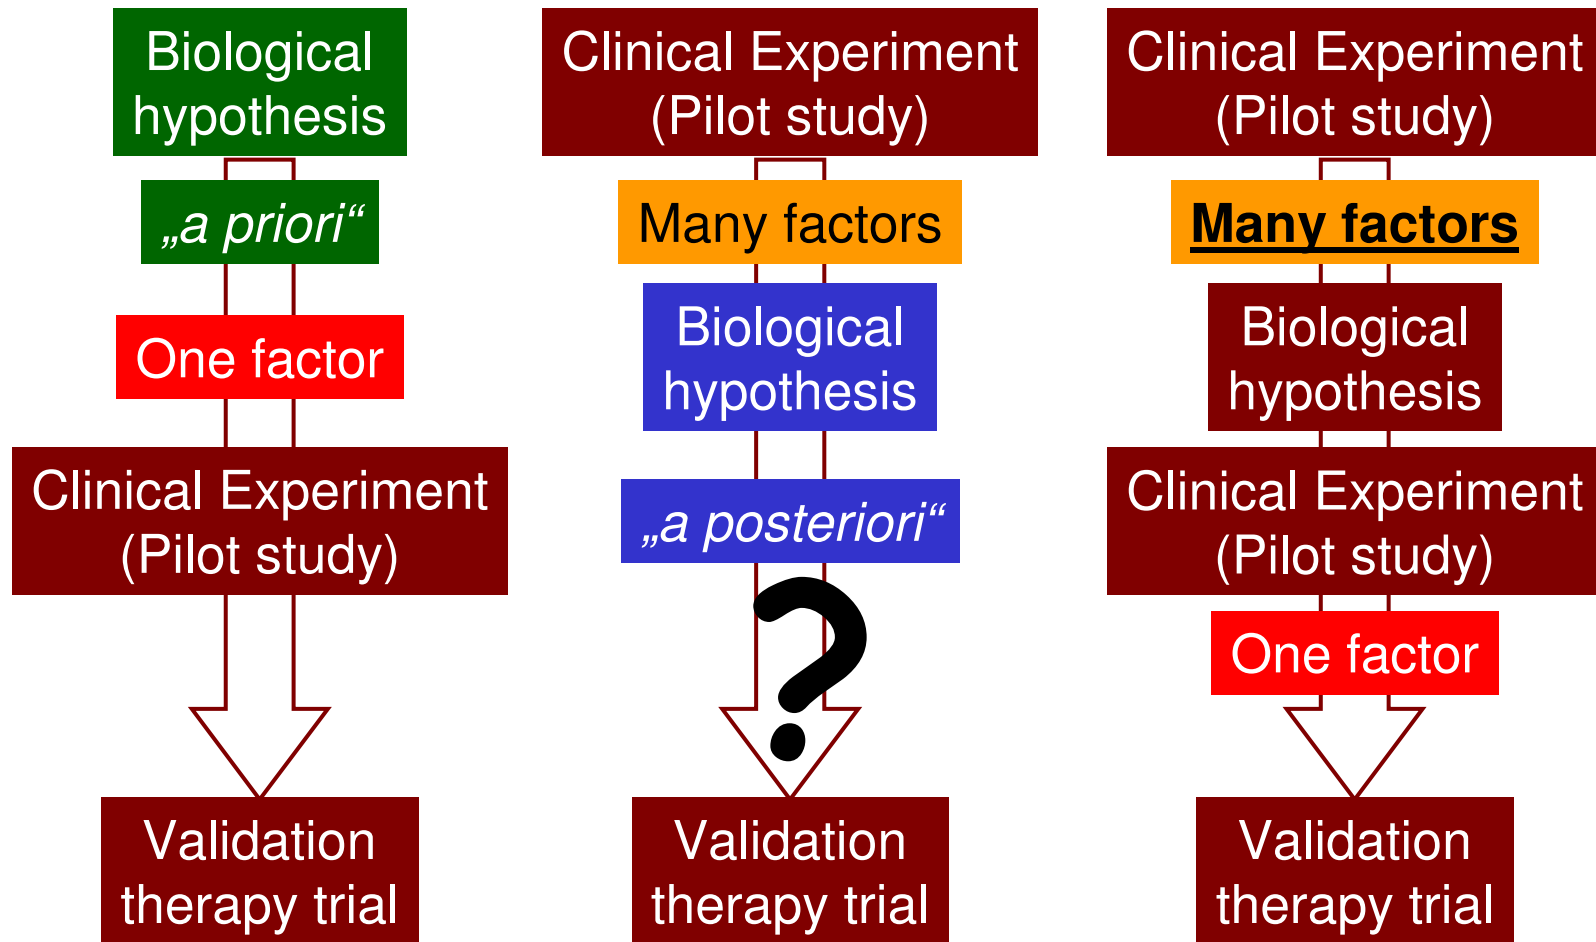 Biological
hypothesis
„a priori“
One factor
Clinical Experiment
(Pilot study)
Validation
therapy trial
Clinical Experiment
(Pilot study)
Many factors
Biological
hypothesis
„a posteriori“
?
Validation
therapy trial
Clinical Experiment
(Pilot study)
Many factors
Biological
hypothesis
Clinical Experiment
(Pilot study)
One factor
Validation
therapy trial